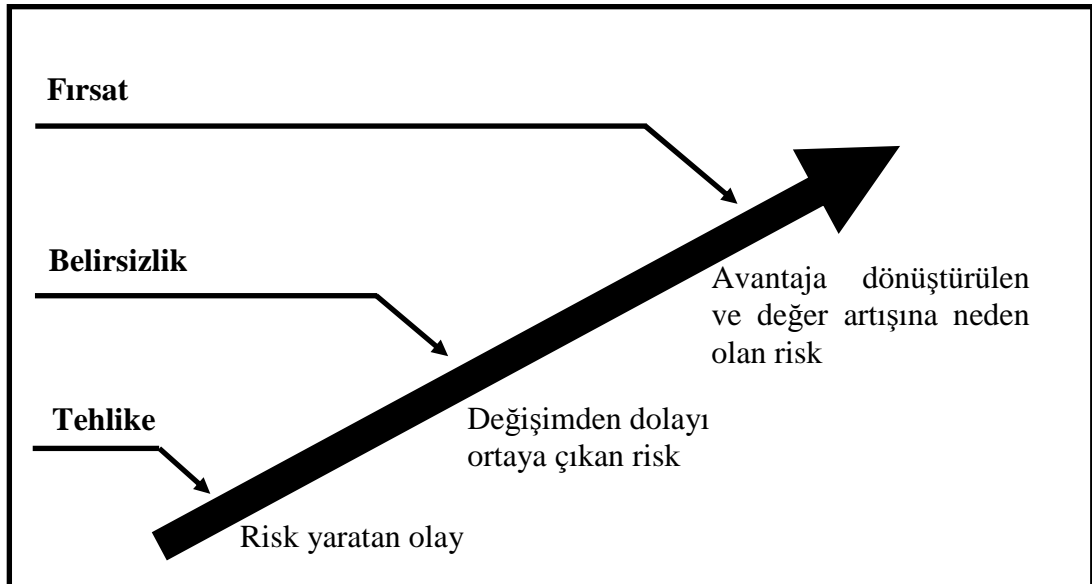 Fırsat
Belirsizlik
Avantaja dönüştürülen
ve değer artışına neden
olan risk
Tehlike
Değişimden dolayı
ortaya çıkan risk
Risk yaratan olay